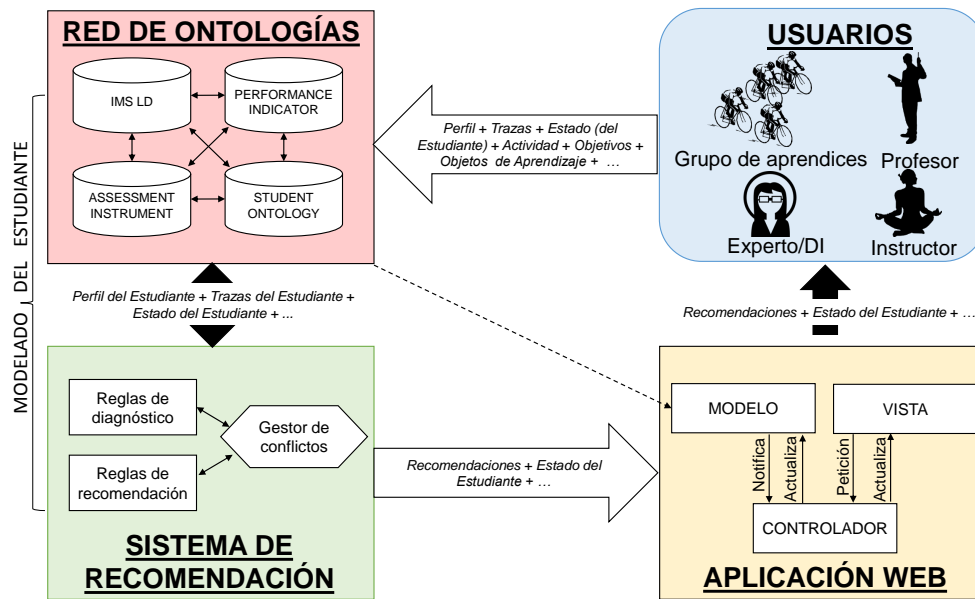 RED DE ONTOLOGÍAS
IMS LD
PERFORMANCE
INDICATOR
ASSESSMENT
INSTRUMENT
STUDENT
ONTOLOGY
MODELADO DEL ESTUDIANTE
Perfil + Trazas + Estado (del
Estudiante) + Actividad + Objetivos +
Objetos de Aprendizaje + …
USUARIOS
Grupo de aprendices
Profesor
Experto/DI
Instructor
Perfil del Estudiante + Trazas del Estudiante +
Estado del Estudiante + ...
Recomendaciones + Estado del Estudiante + …
Reglas de
diagnóstico
Reglas de
recomendación
Gestor de
conflictos
SISTEMA DE
RECOMENDACIÓN
Recomendaciones + Estado del
Estudiante + …
MODELO
VISTA
Notifica
Actualiza
Petición
Actualiza
CONTROLADOR
APLICACIÓN WEB